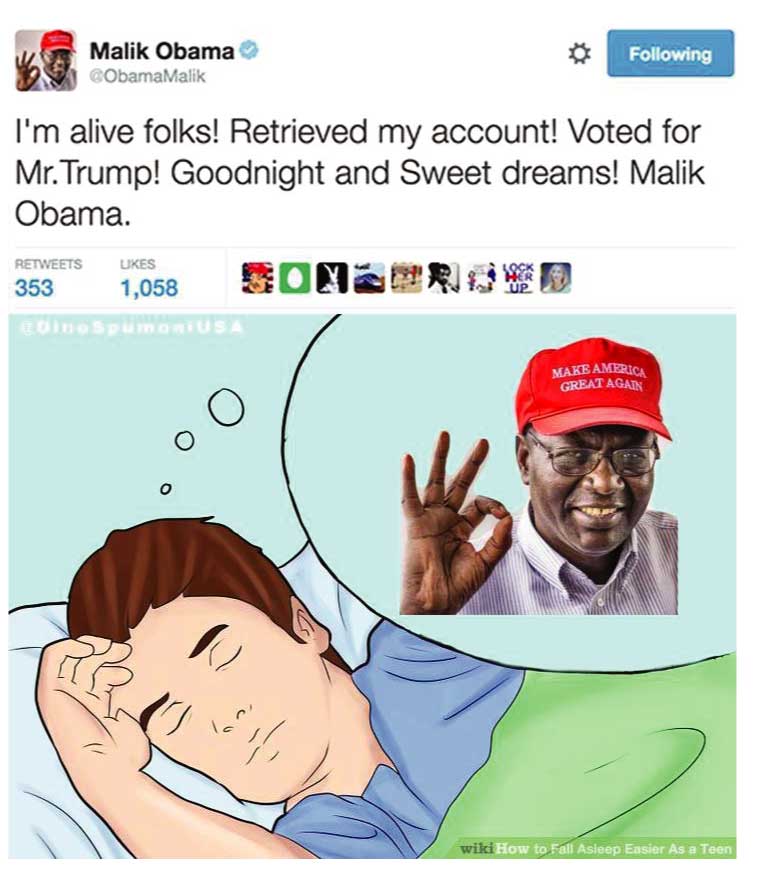 Malik Obama
@ObamaMalik
Following
I'm alive folks! Retrieved my account! Voted for
Mr.Trump! Goodnight and Sweet dreams! Malik
Obama.
RETWEETS LIKES
353 1,058
LOCK
HER
UP
@DinoSpumoniUSA
MAKE AMERICA
GREAT AGAIN
wikiHow to Fall Asleep Easier As a Teen